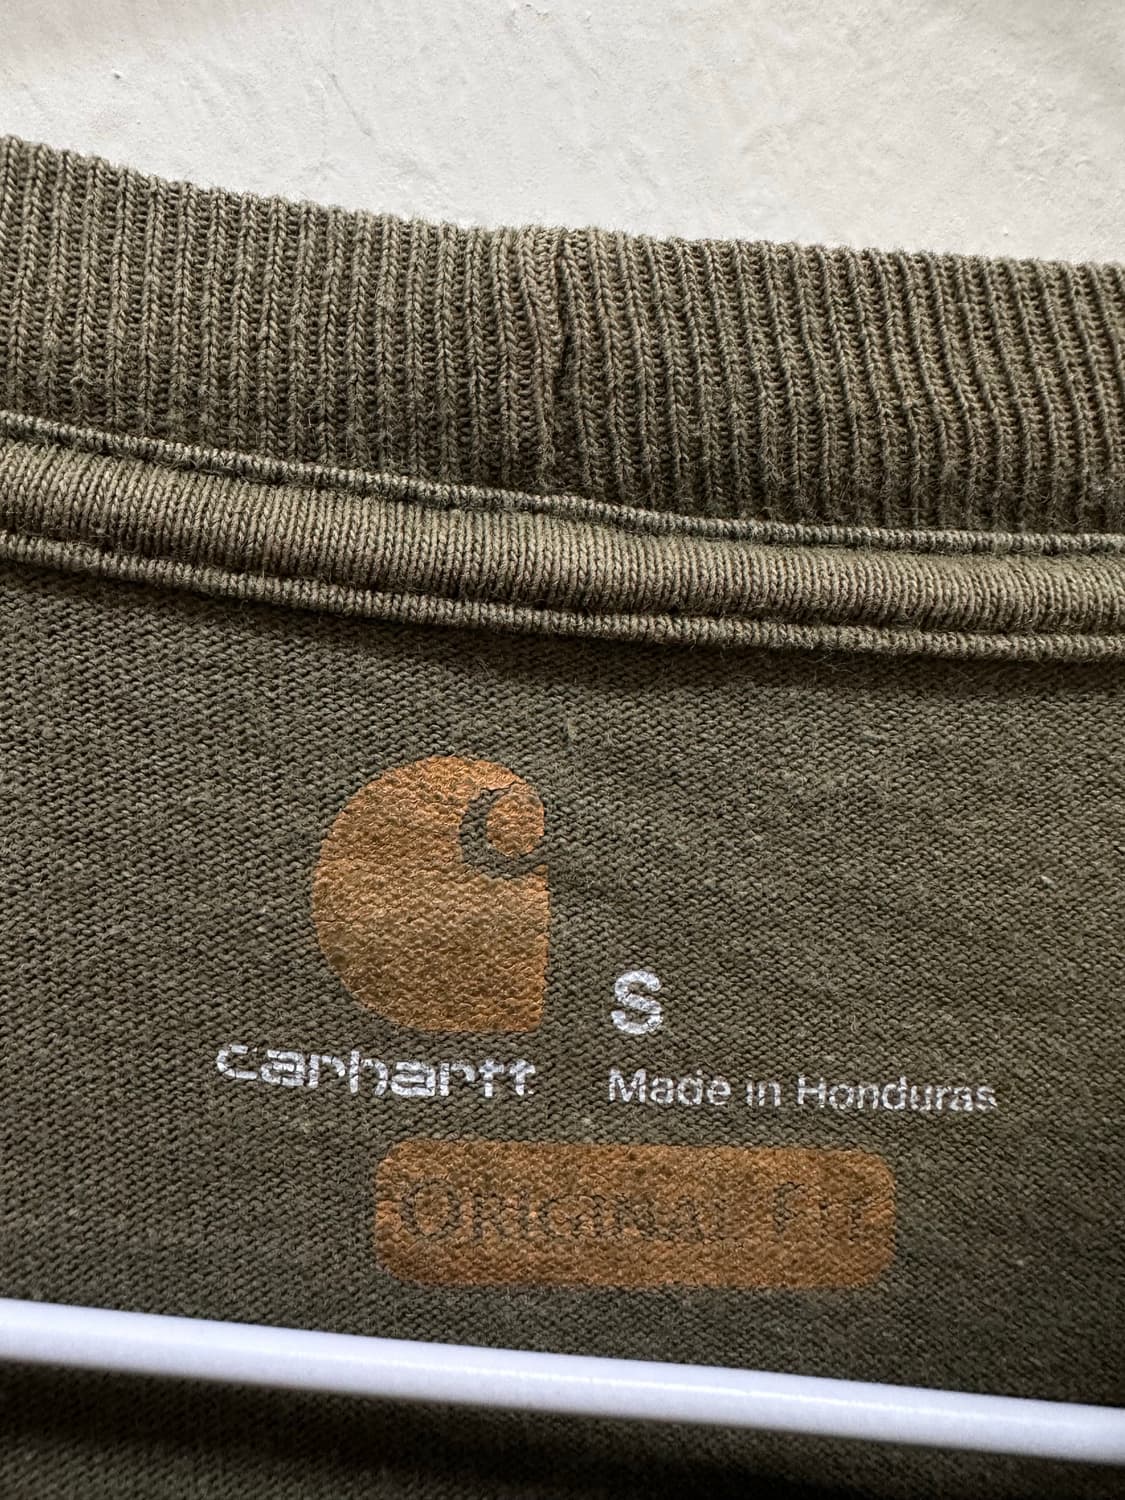 S
carhartt
Made in Honduras
ORIGINAL FIT